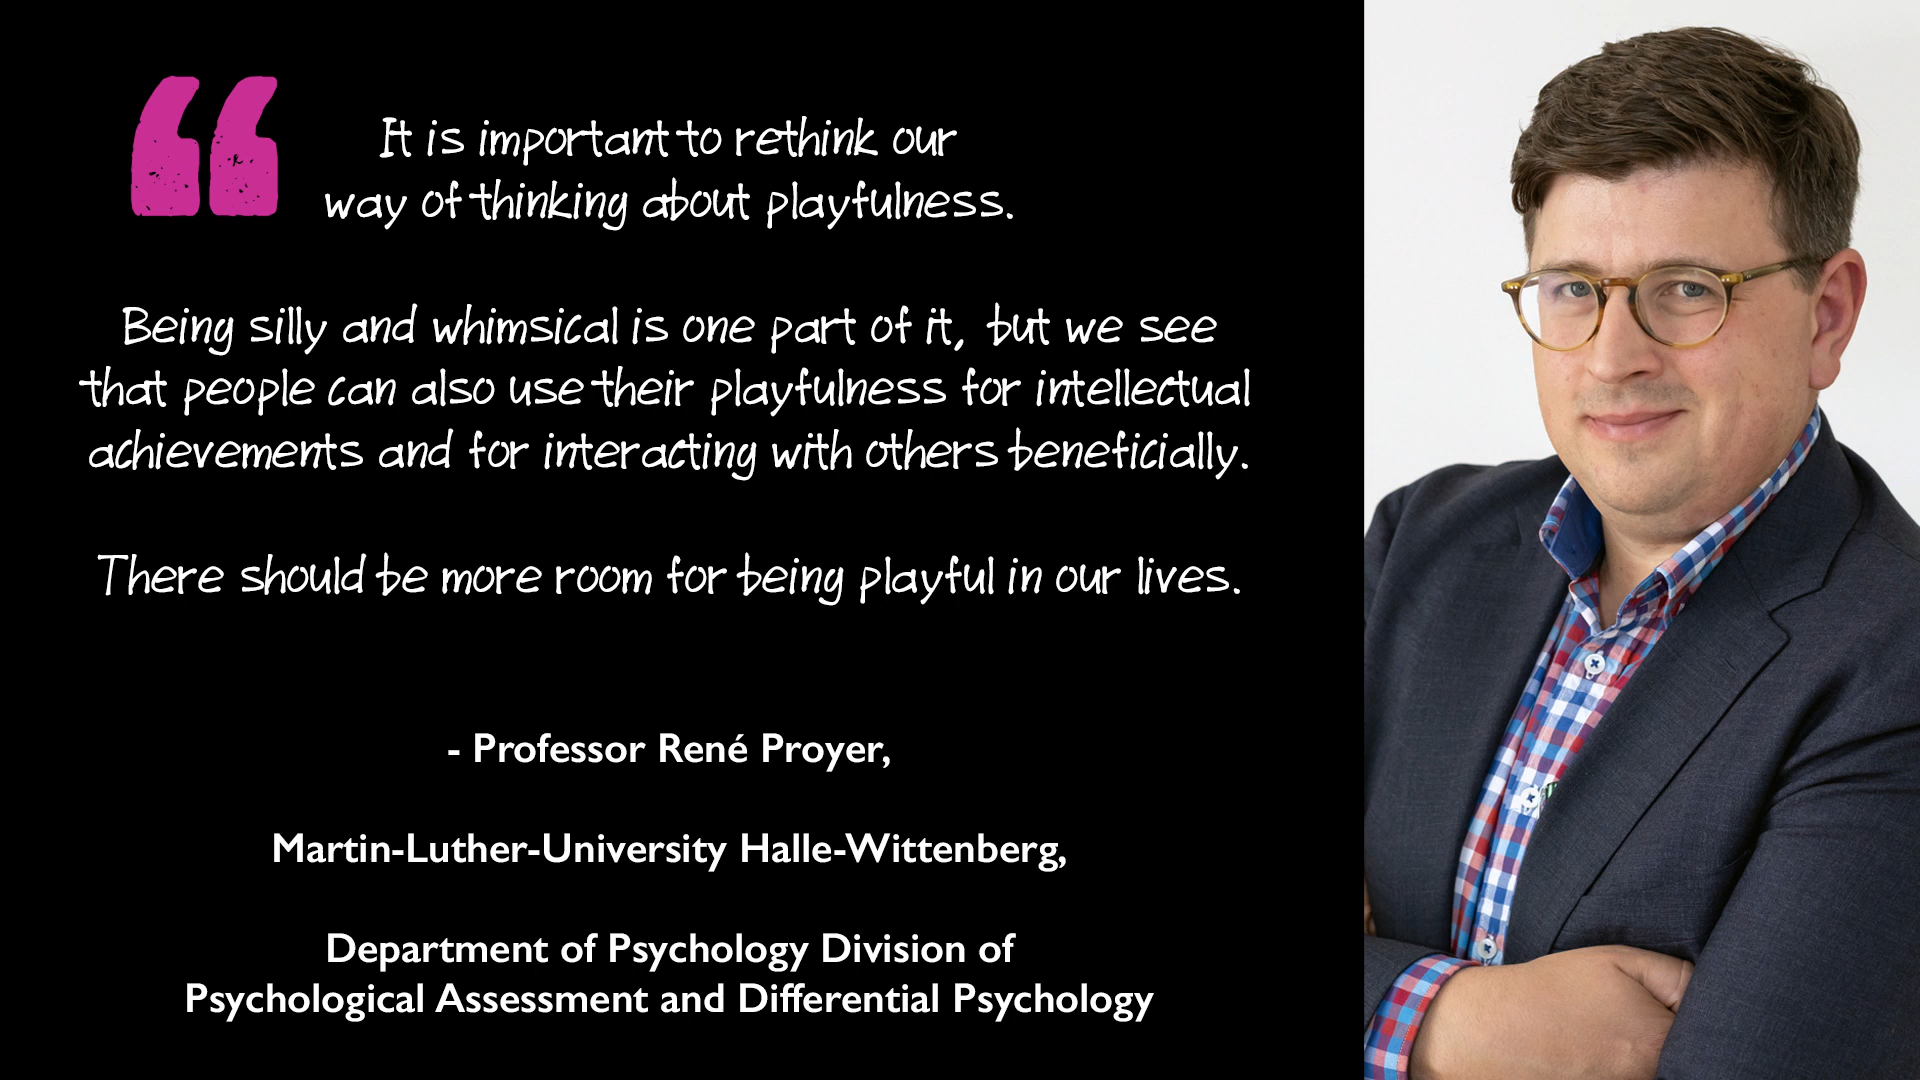 “
It is important to rethink our
way of thinking about playfulness.
Being silly and whimsical is one part of it, but we see
that people can also use their playfulness for intellectual
achievements and for interacting with others beneficially.
There should be more room for being playful in our lives.
- Professor René Proyer,
Martin-Luther-University Halle-Wittenberg,
Department of Psychology Division of
Psychological Assessment and Differential Psychology